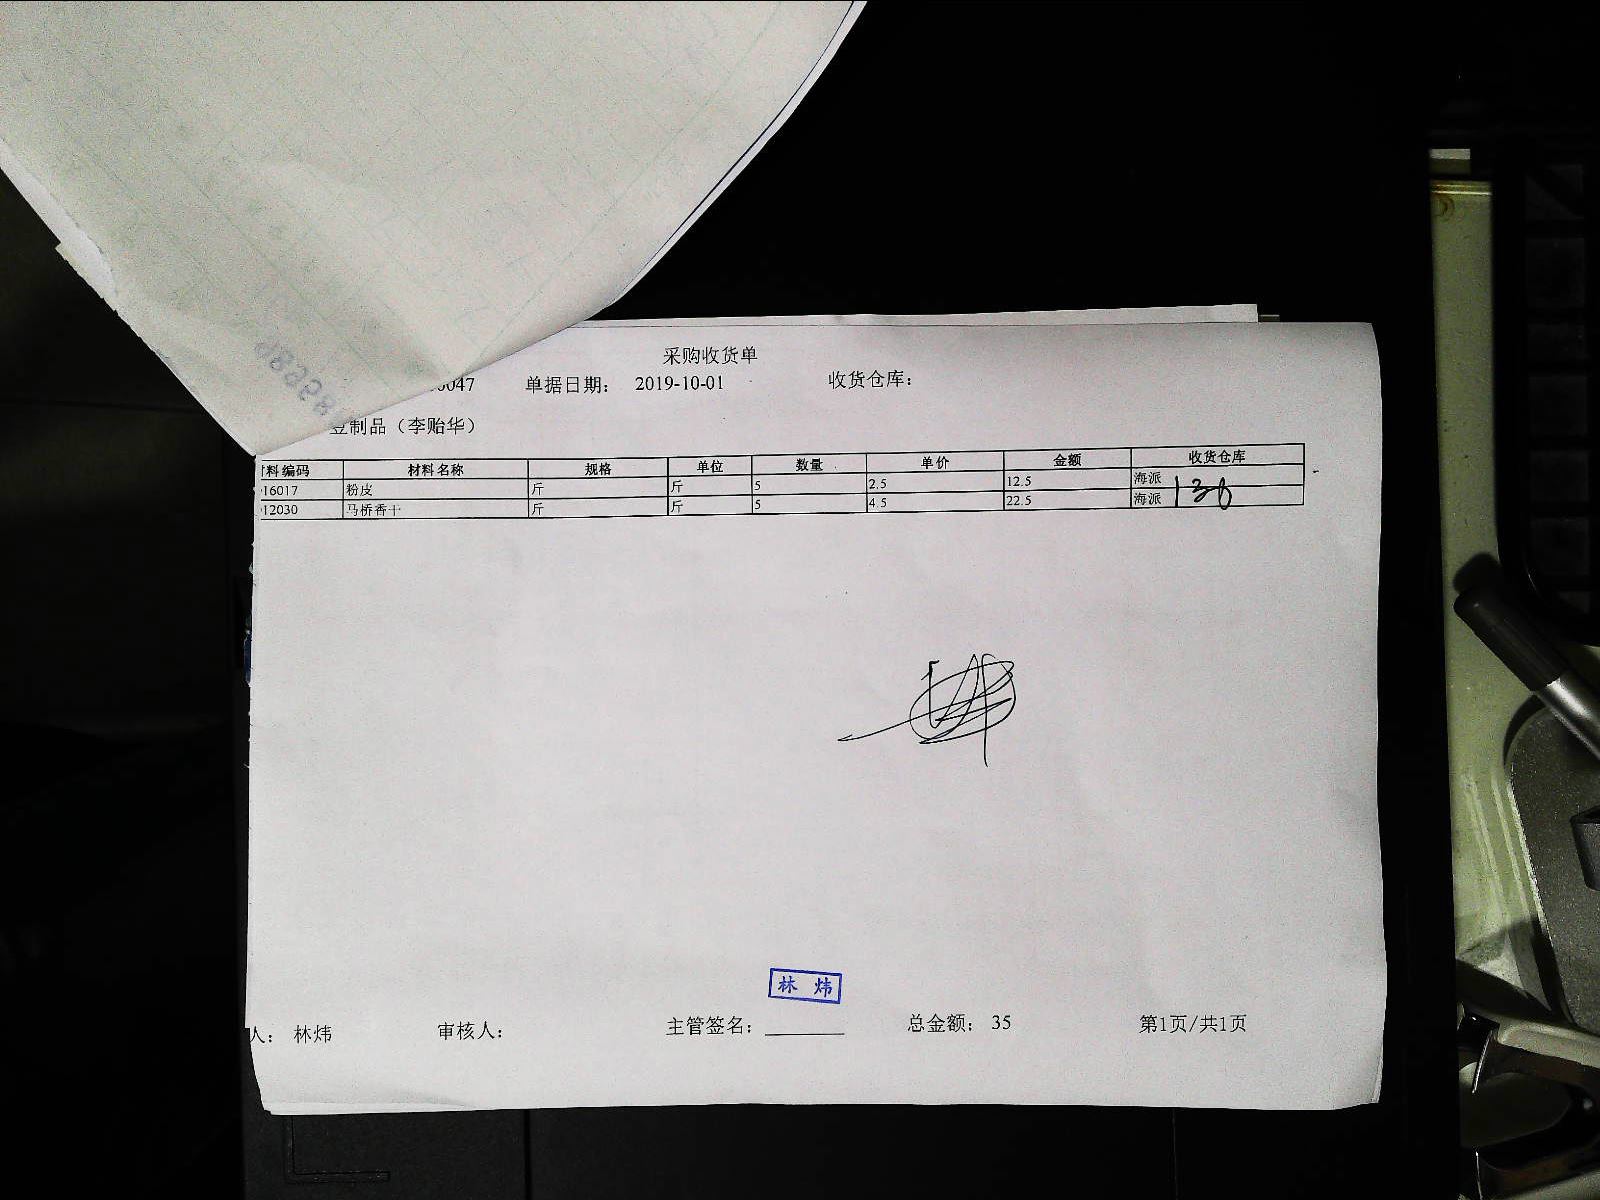 采购收货单
0047 单据日期： 2019-10-01 收货仓库：
豆制品（李贻华）
材料编码 材料名称 规格 单位 数量 单价 金额 收货仓库
16017 粉皮 斤 斤 5 2.5 12.5 海派
12030 马桥香干 斤 斤 5 4.5 22.5 海派
林 炜
人： 林炜 审核人： 主管签名： 总金额： 35 第1页/共1页